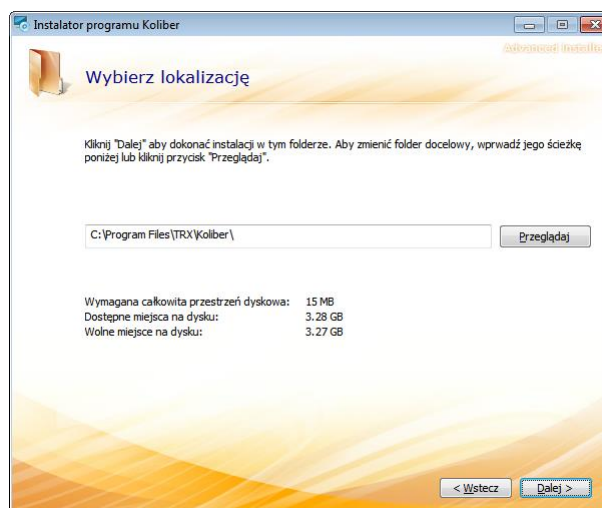 Instalator programu Koliber
Advanced Installe
Wybierz lokalizację
Kliknij "Dalej" aby dokonać instalacji w tym folderze. Aby zmienić folder docelowy, wprwadź jego ścieżkę
poniżej lub kliknij przycisk "Przeglądaj".
C:\Program Files\TRX\Koliber\
Przeglądaj
Wymagana całkowita przestrzeń dyskowa: 15 MB
Dostępne miejsca na dysku: 3.28 GB
Wolne miejsce na dysku: 3.27 GB
< Wstecz
Dalej >